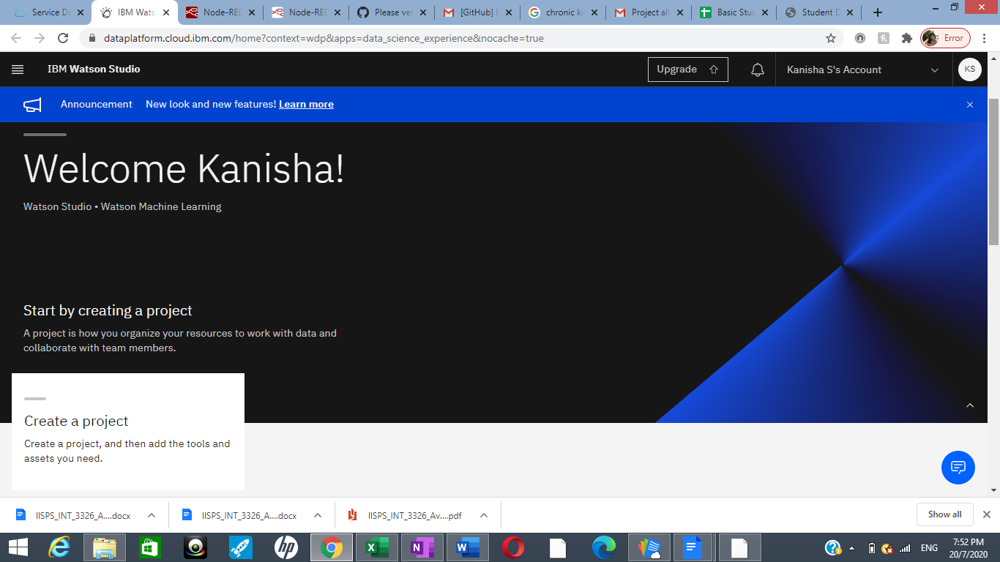 Service De
IBM Watso
Node-RED
Node-RED
Please ver
[GitHub] P
chronic ki
Project all
Basic Stuc
Student D
dataplatform.cloud.ibm.com/home?context=wdp&apps=data_science_experience&nocache=true
Error
IBM Watson Studio
Upgrade
Kanisha S's Account
KS
Announcement New look and new features! Learn more
Welcome Kanisha!
Watson Studio • Watson Machine Learning
Start by creating a project
A project is how you organize your resources to work with data and
collaborate with team members.
Create a project
Create a project, and then add the tools and
assets you need.
IISPS_INT_3326_A....docx
IISPS_INT_3326_A....docx
IISPS_INT_3326_Av....pdf
Show all
hp
ENG
7:52 PM
20/7/2020